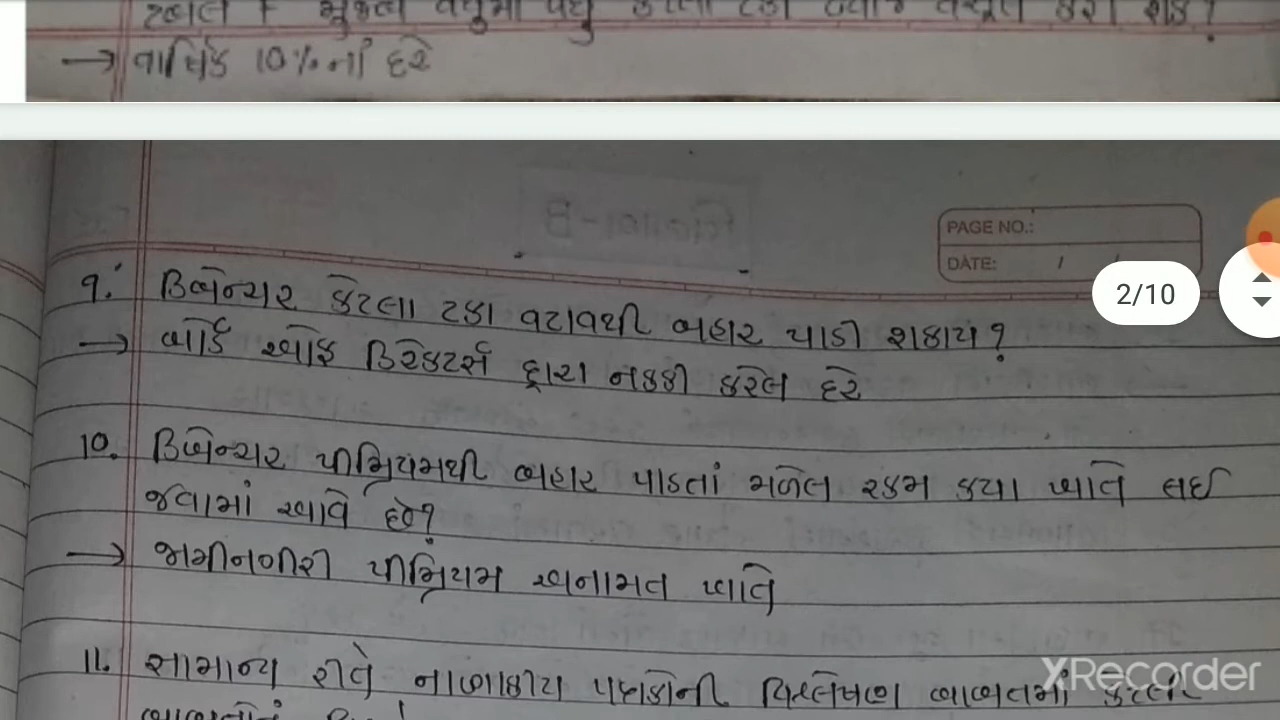 → વાર્ષિક 10%નાં દરે
PAGE NO.:
DATE: / /
2/10
9. ડિબેન્ચર કેટલા ટકા વટાવથી બહાર પાડી શકાય?
→ બોર્ડ ઓફ ડિરેક્ટર્સ દ્વારા નક્કી કરેલ દરે
10. ડિબેન્ચર પ્રીમિયમથી બહાર પાડતાં મળેલ રકમ કયા ખાતે લઈ
જવામાં આવે છે?
→ જામીનગીરી પ્રીમિયમ અનામત ખાતે
11. સામાન્ય રીતે નાણાકીય પત્રકોની વિશ્લેષણ બાબતમાં
XRecorder